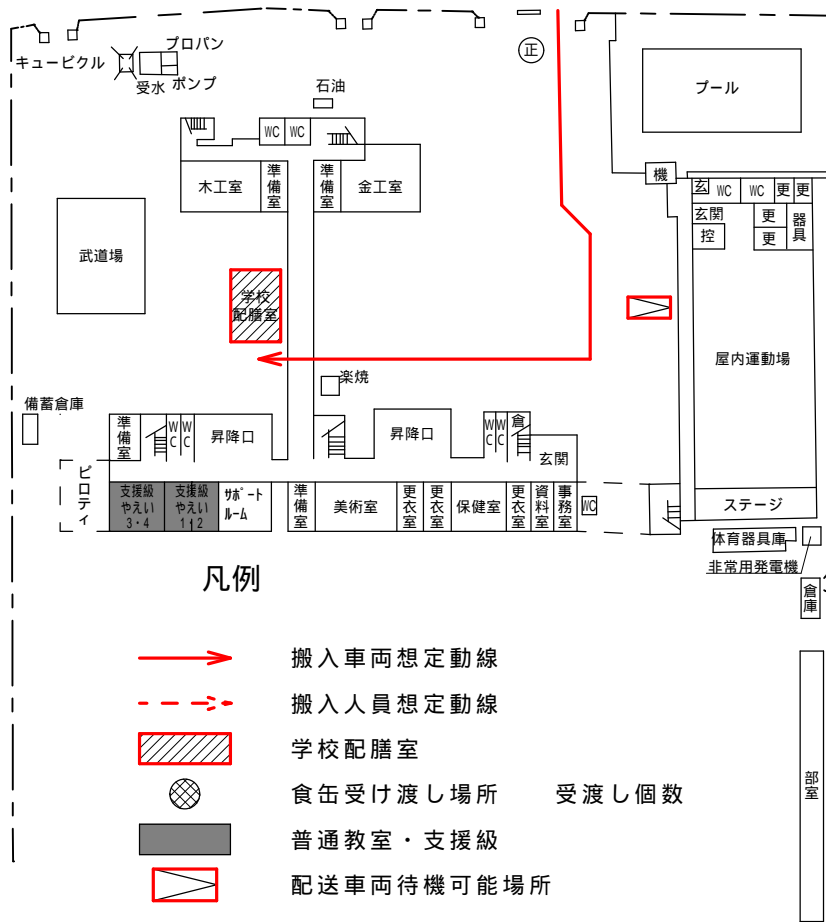 正
プロパン
キュービクル
受水
ポンプ
石油
プール
WC
WC
機
木工室
準備室
準備室
金工室
玄
WC
WC
更
更
玄関
更
器具
控
更
武道場
学校
配膳室
屋内運動場
楽焼
備蓄倉庫
準備室
WC
WC
昇降口
昇降口
WC
WC
倉
玄関
ピロティ
支援級
やえい
3・4
支援級
やえい
1・2
サポート
ルーム
準備室
美術室
更衣室
更衣室
保健室
更衣室
資料室
事務室
WC
ステージ
体育器具庫
非常用発電機
倉庫
凡例
搬入車両想定動線
搬入人員想定動線
学校配膳室
食缶受け渡し場所　受渡し個数
普通教室・支援級
配送車両待機可能場所
部室